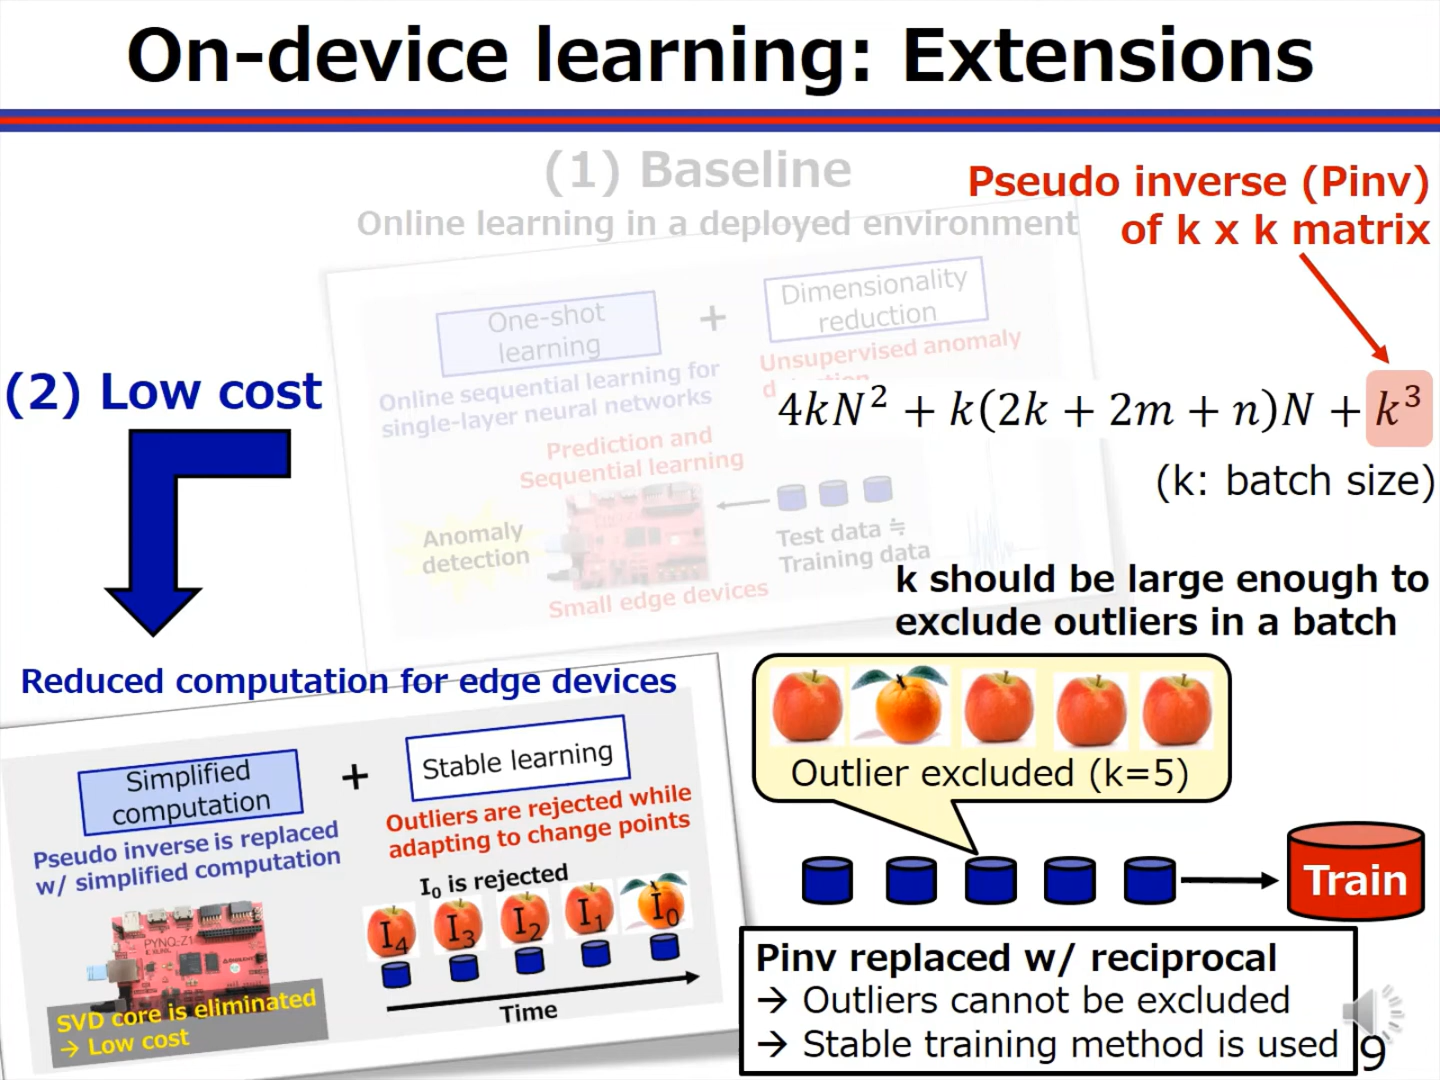 On-device learning: Extensions
(1) Baseline
Online learning in a deployed environment
Pseudo inverse (Pinv)
of k x k matrix
One-shot
learning
+
Dimensionality
reduction
Online sequential learning for
single-layer neural networks
Unsupervised anomaly
Prediction and
Sequential learning
Anomaly
detection
Test data ≒
Training data
Small edge devices
(2) Low cost
4kN² + k(2k + 2m + n)N + k³
(k: batch size)
k should be large enough to
exclude outliers in a batch
Outlier excluded (k=5)
Train
Reduced computation for edge devices
Simplified
computation
+
Stable learning
Pseudo inverse is replaced
w/ simplified computation
Outliers are rejected while
adapting to change points
I₀ is rejected
I₄ I₃ I₂ I₁ I₀
Time
PYNQ-Z1
SVD core is eliminated
→ Low cost
Pinv replaced w/ reciprocal
→ Outliers cannot be excluded
→ Stable training method is used
9